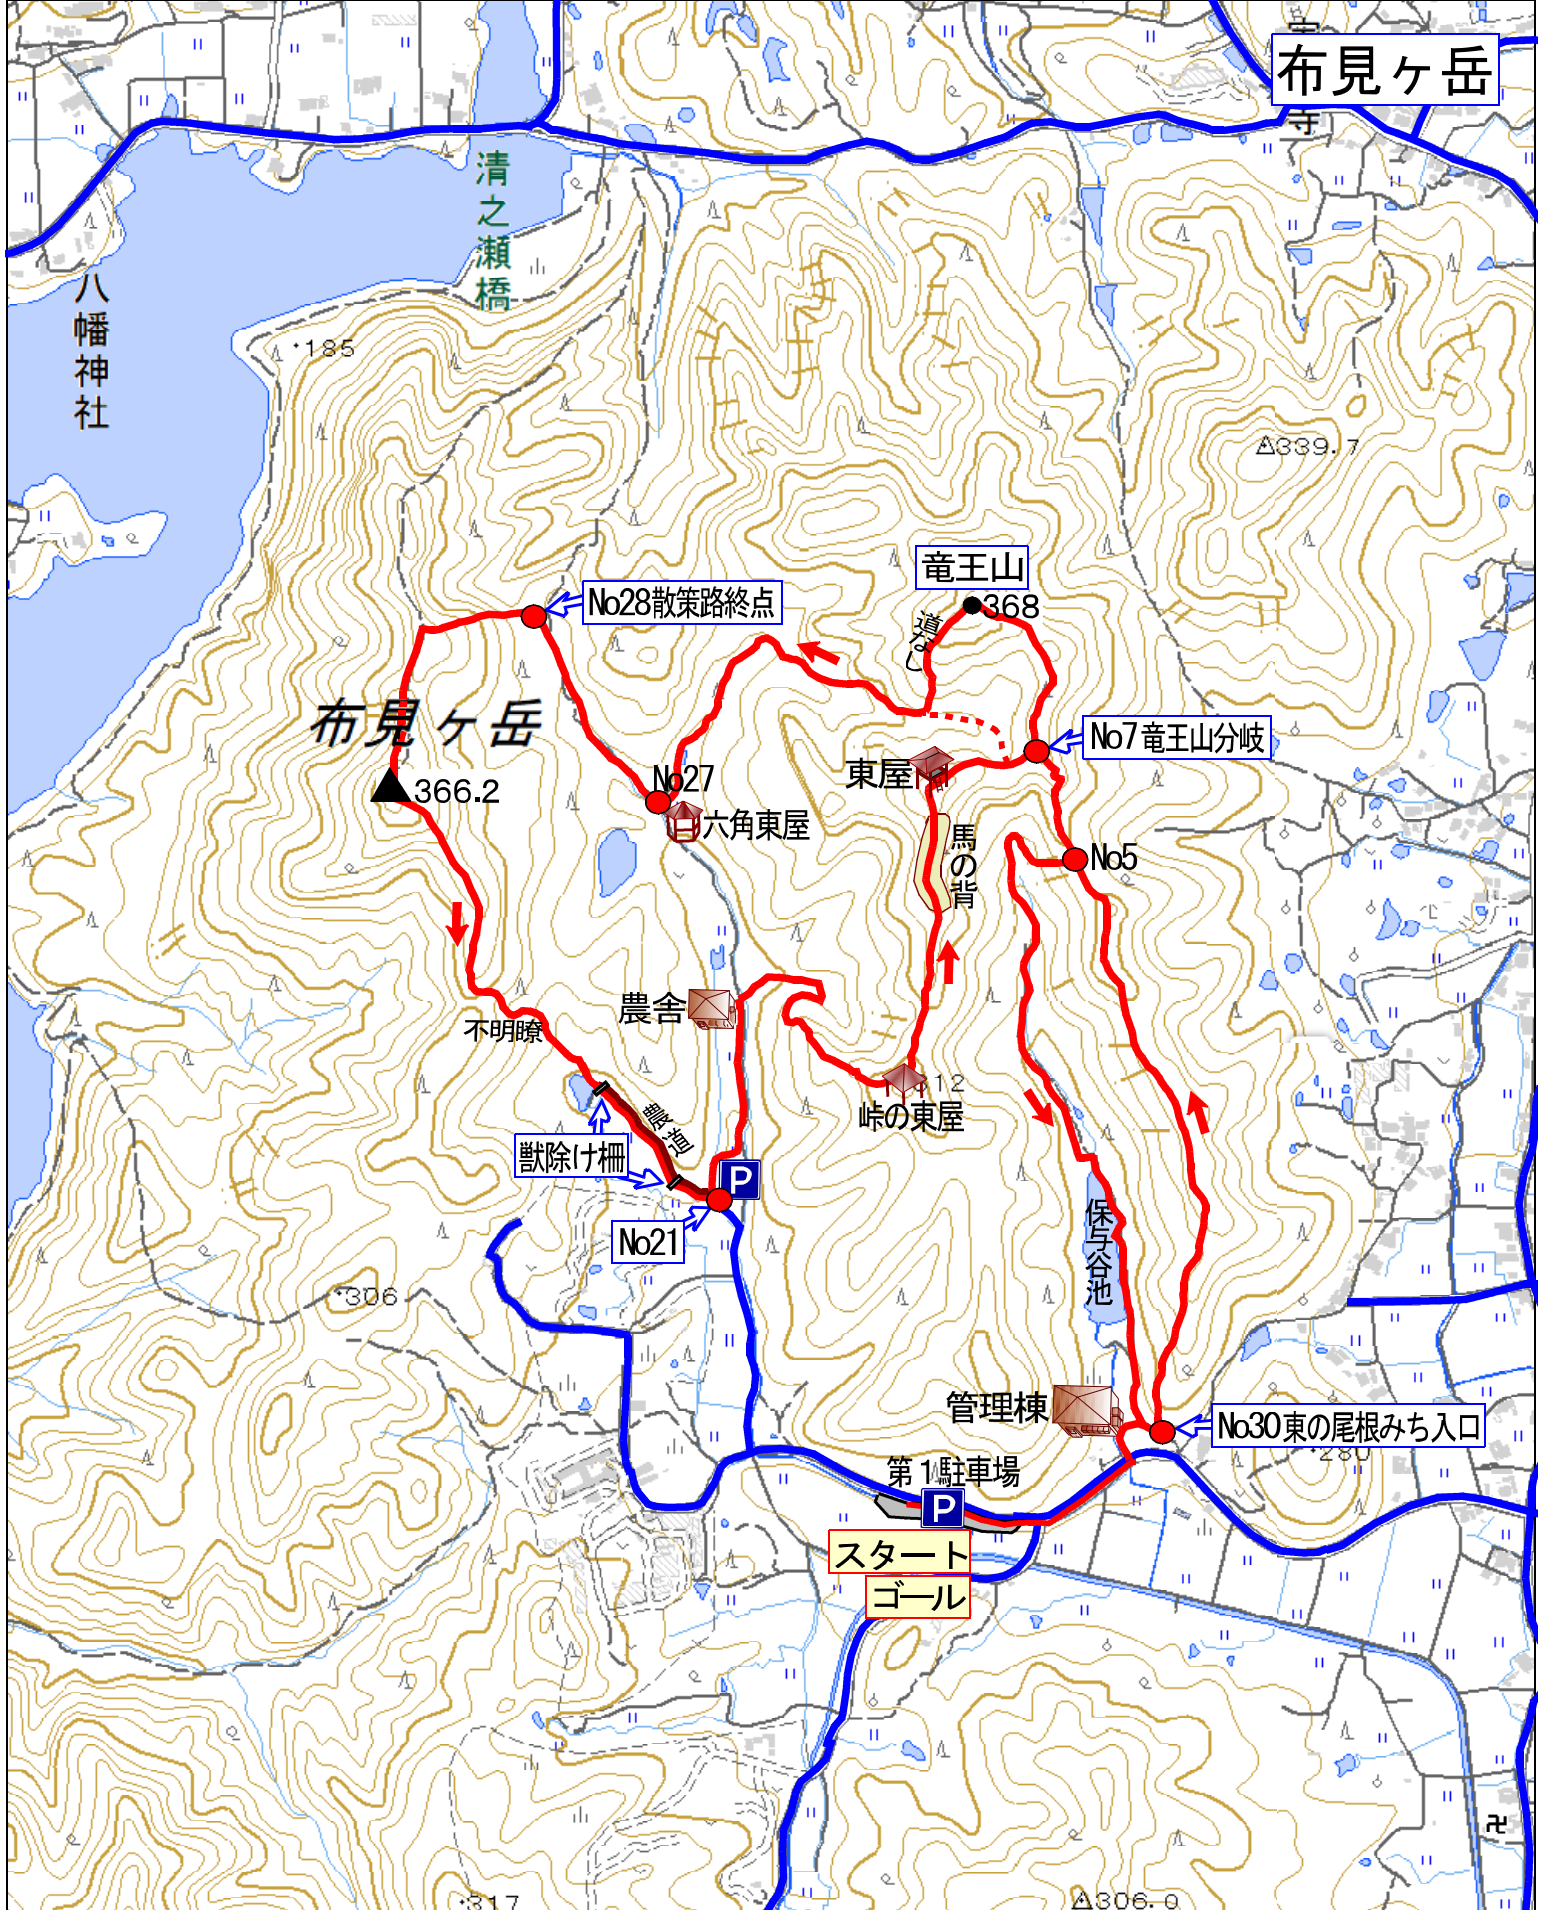 布見ヶ岳
寺
清之瀬橋
八幡神社
185
339.7
竜王山
368
道なし
No28散策路終点
布見ヶ岳
366.2
No7竜王山分岐
東屋
No27
六角東屋
馬の背
No5
農舎
不明瞭
312
峠の東屋
農道
獣除け柵
P
No21
保与谷池
306
管理棟
No30東の尾根みち入口
280
第1駐車場
P
スタート
ゴール
卍
317
306.0